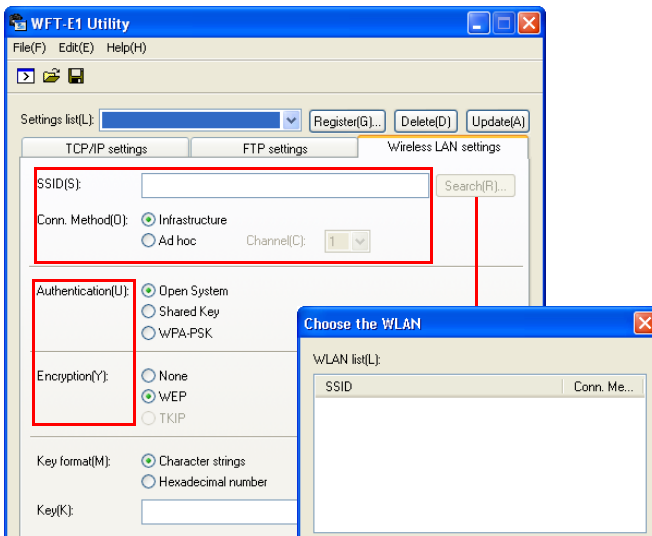 WFT-E1 Utility
File(F) Edit(E) Help(H)
Settings list(L): Register(G)... Delete(D) Update(A)
TCP/IP settings FTP settings Wireless LAN settings
SSID(S): Search(R)...
Conn. Method(O): Infrastructure
Ad hoc Channel(C): 1
Authentication(U): Open System
Shared Key
WPA-PSK
Choose the WLAN
WLAN list(L):
Encryption(Y): None
SSID Conn. Me...
WEP
TKIP
Key format(M): Character strings
Hexadecimal number
Key(K):